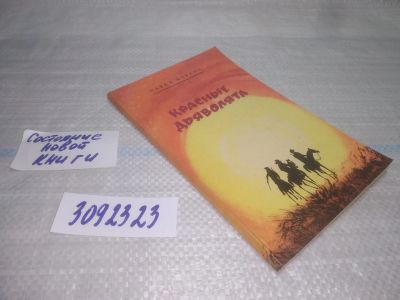 КРАСНЫЕ
ДЬЯВОЛЯТА
Состояние
новой
книги
3092323